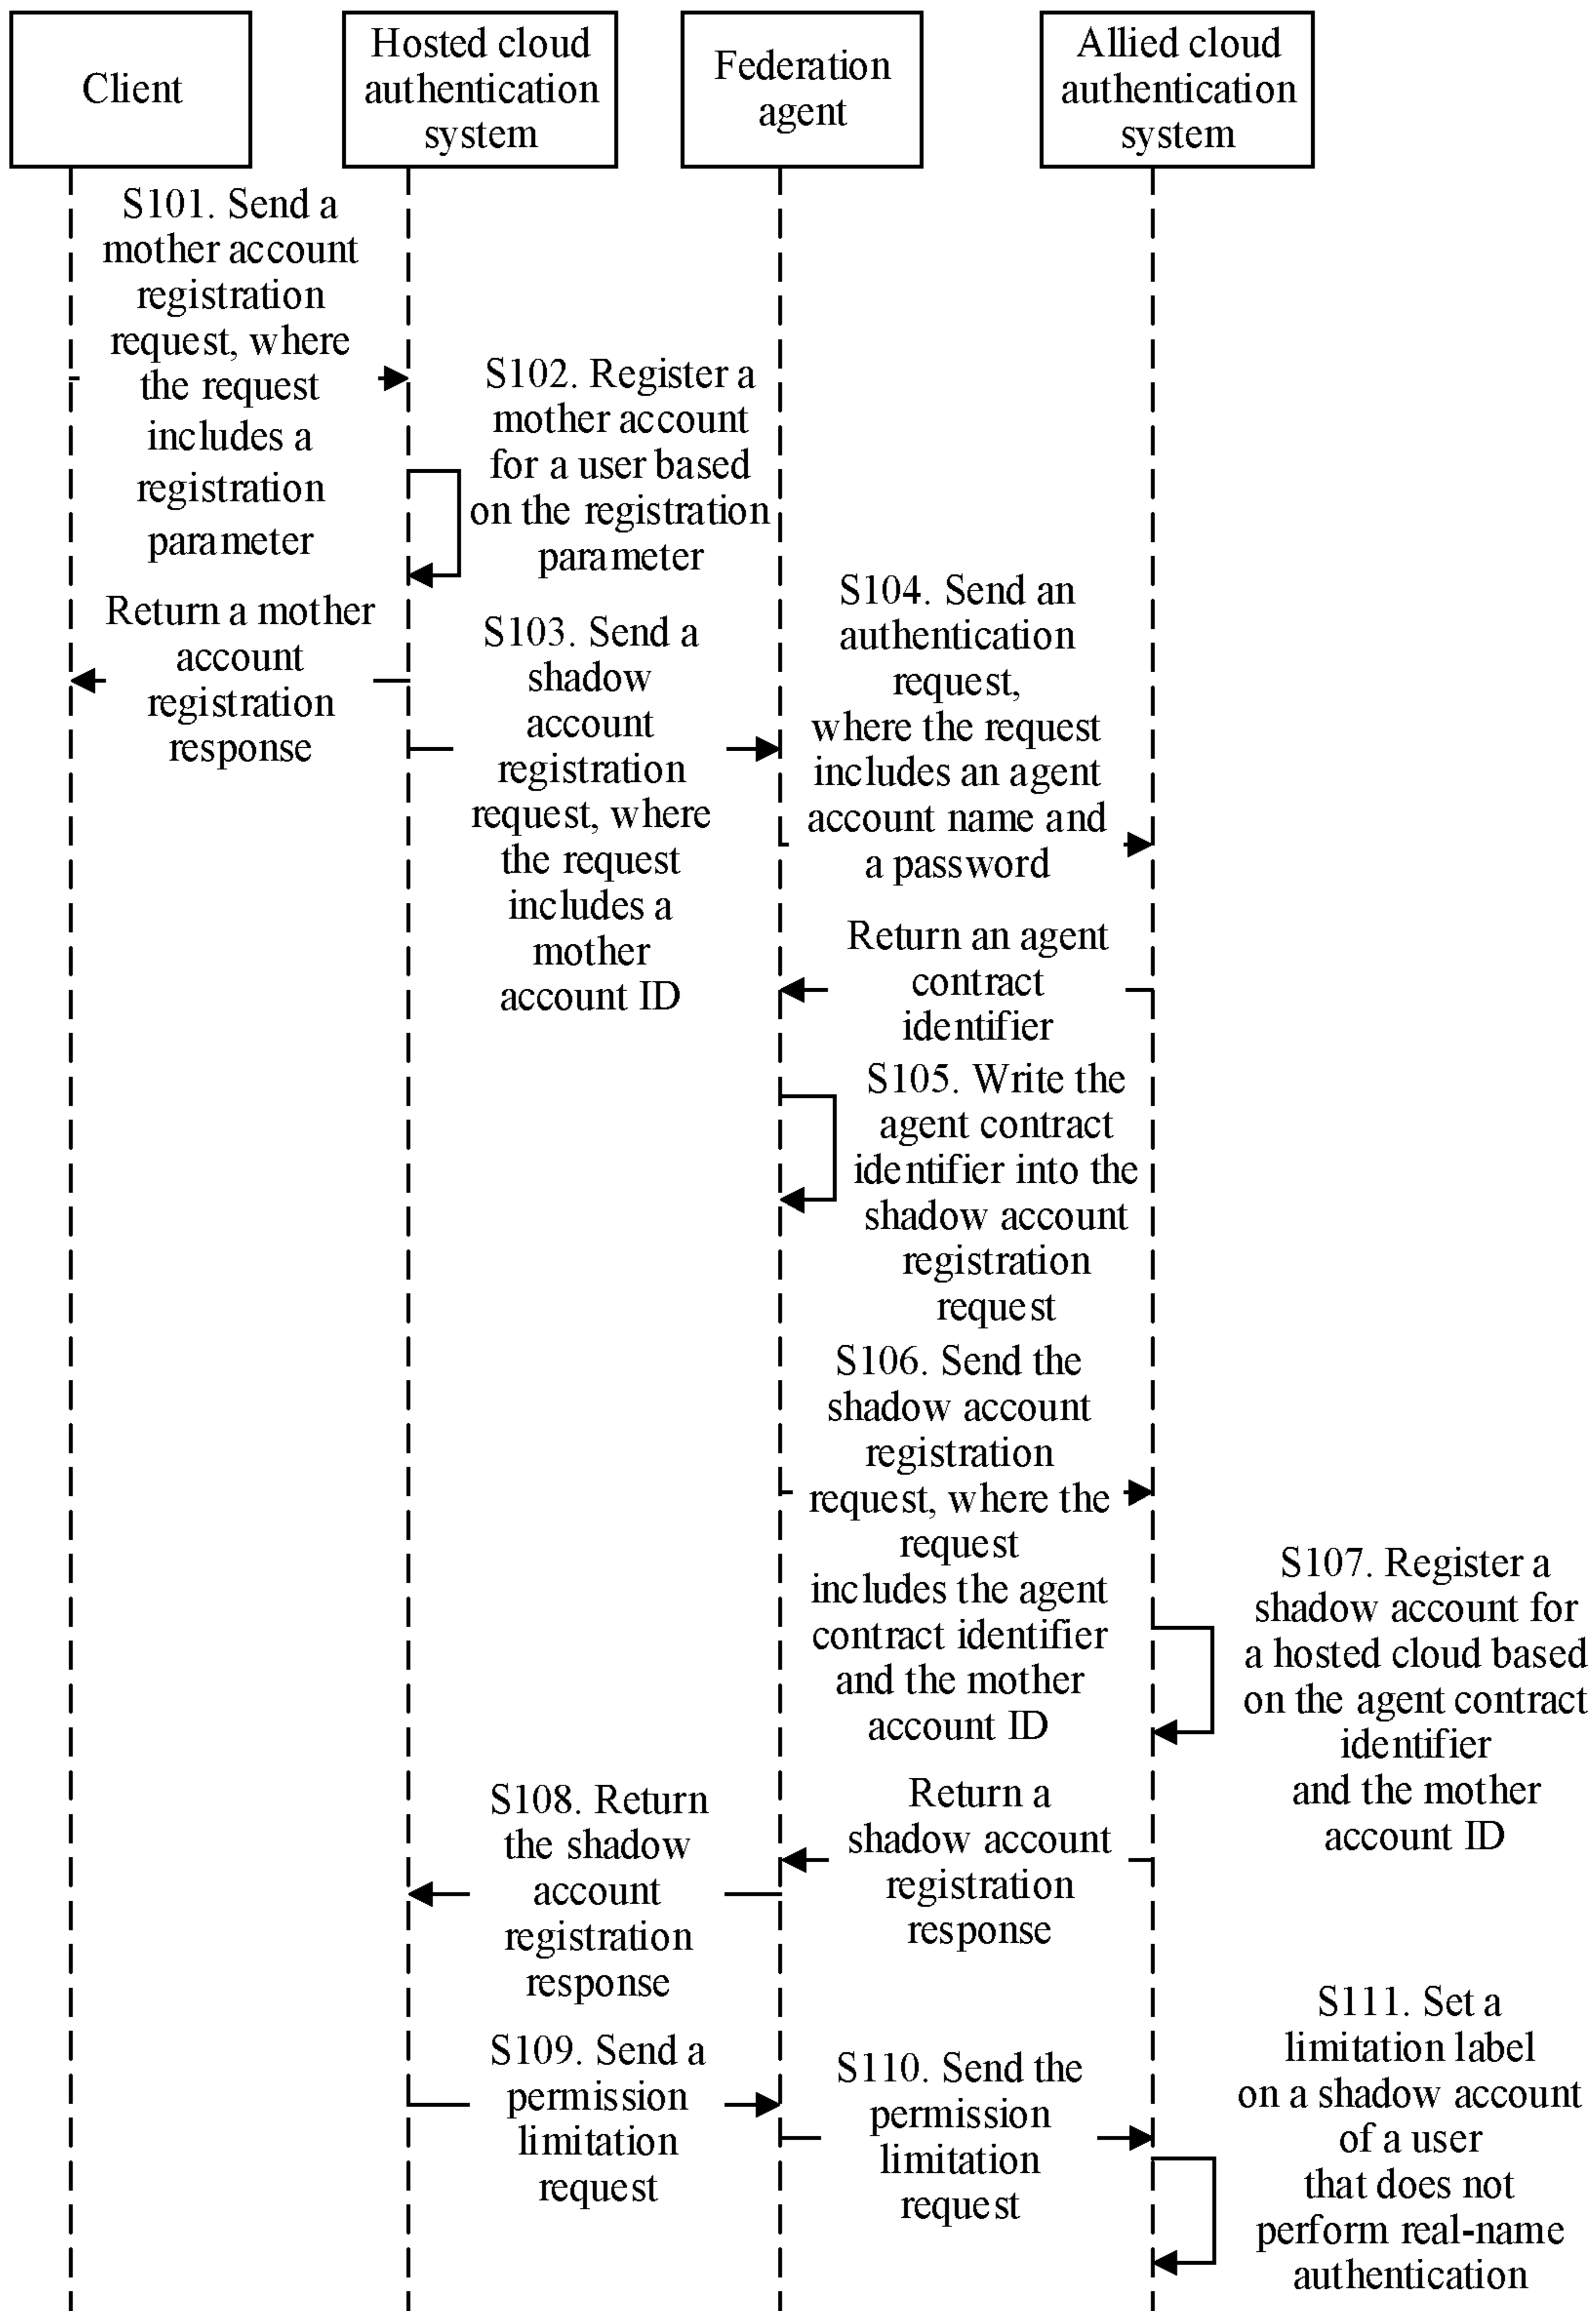 Client
Hosted cloud
authentication
system
Federation
agent
Allied cloud
authentication
system
S101. Send a
mother account
registration
request, where
the request
includes a
registration
parameter
S102. Register a
mother account
for a user based
on the registration
parameter
Return a mother
account
registration
response
S103. Send a
shadow
account
registration
request, where
the request
includes a
mother
account ID
S104. Send an
authentication
request,
where the request
includes an agent
account name and
a password
Return an agent
contract
identifier
S105. Write the
agent contract
identifier into the
shadow account
registration
request
S106. Send the
shadow account
registration
request, where the
request
includes the agent
contract identifier
and the mother
account ID
S107. Register a
shadow account for
a hosted cloud based
on the agent contract
identifier
and the mother
account ID
Return a
shadow account
registration
response
S108. Return
the shadow
account
registration
response
S109. Send a
permission
limitation
request
S110. Send the
permission
limitation
request
S111. Set a
limitation label
on a shadow account
of a user
that does not
perform real-name
authentication